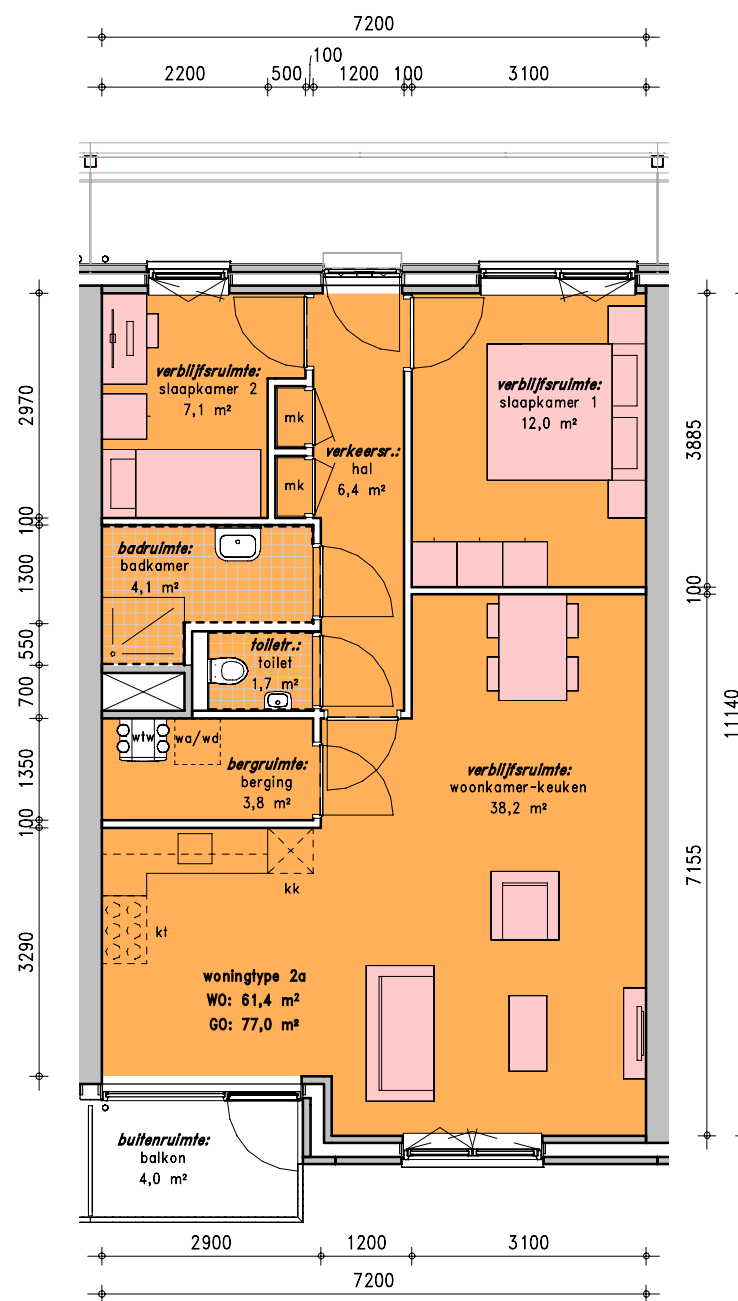 7200
100
2200 500 1200 100 3100
verblijfsruimte:
slaapkamer 2
7,1 m²
verblijfsruimte:
slaapkamer 1
12,0 m²
mk
mk
verkeersr.:
hal
6,4 m²
2970
3885
100
badruimte:
badkamer
4,1 m²
1300
100
550
toiletr.:
toilet
1,7 m²
700
11140
wtw
wa/wd
bergruimte:
berging
3,8 m²
1350
verblijfsruimte:
woonkamer-keuken
38,2 m²
100
7155
kk
kt
3290
woningtype 2a
WO: 61,4 m²
GO: 77,0 m²
buitenruimte:
balkon
4,0 m²
2900 1200 3100
7200